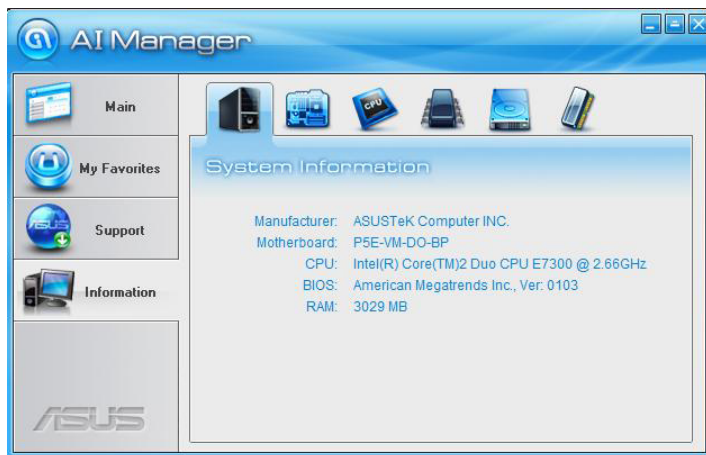 AI Manager
Main
My Favorites
Support
Information
ASUS
CPU
System Information
Manufacturer: ASUSTeK Computer INC.
Motherboard: P5E-VM-DO-BP
CPU: Intel(R) Core(TM)2 Duo CPU E7300 @ 2.66GHz
BIOS: American Megatrends Inc., Ver: 0103
RAM: 3029 MB
/SUS